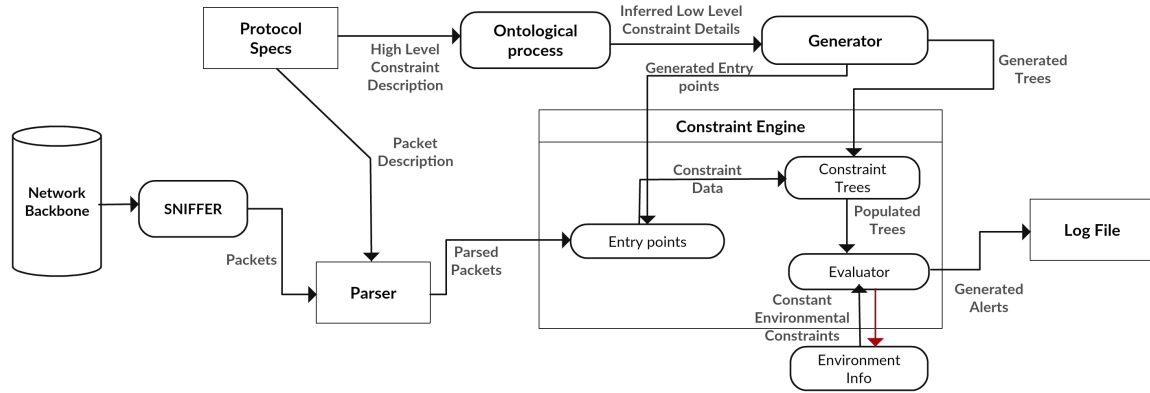 Protocol
Specs
High Level
Constraint
Description
Ontological
process
Inferred Low Level
Constraint Details
Generator
Generated
Trees
Generated Entry
points
Packet
Description
Network
Backbone
SNIFFER
Packets
Parser
Parsed
Packets
Constraint Engine
Constraint
Data
Entry points
Constraint
Trees
Populated
Trees
Evaluator
Generated
Alerts
Log File
Constant
Environmental
Constraints
Environment
Info